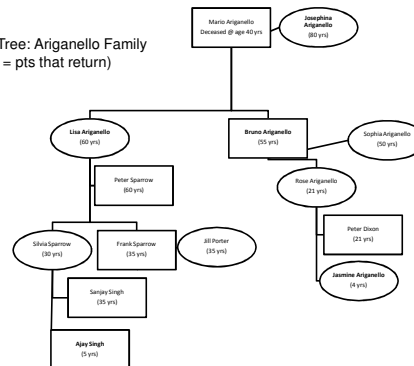 Tree: Ariganello Family
= pts that return)
Mario Ariganello
Deceased @ age 40 yrs
Josephina
Ariganello
(80 yrs)
Lisa Ariganello
(60 yrs)
Bruno Ariganello
(55 yrs)
Sophia Ariganello
(50 yrs)
Peter Sparrow
(60 yrs)
Rose Ariganello
(21 yrs)
Silvia Sparrow
(30 yrs)
Frank Sparrow
(35 yrs)
Jill Porter
(35 yrs)
Peter Dixon
(21 yrs)
Sanjay Singh
(35 yrs)
Jasmine Ariganello
(4 yrs)
Ajay Singh
(5 yrs)